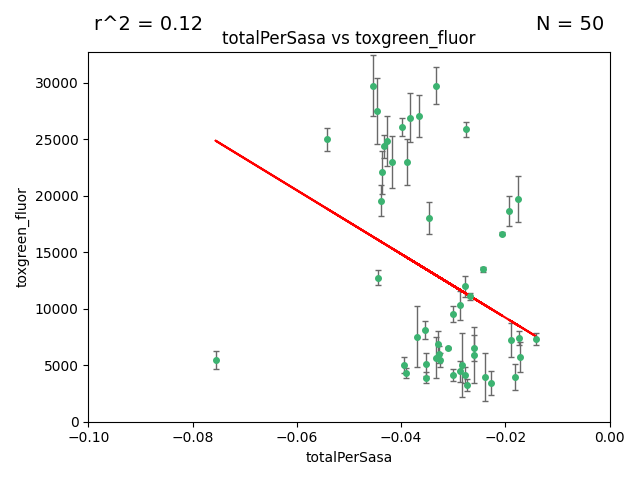 r^2 = 0.12
N = 50
totalPerSasa vs toxgreen_fluor
toxgreen_fluor
30000
25000
20000
15000
10000
5000
0
−0.10
−0.08
−0.06
−0.04
−0.02
0.00
totalPerSasa